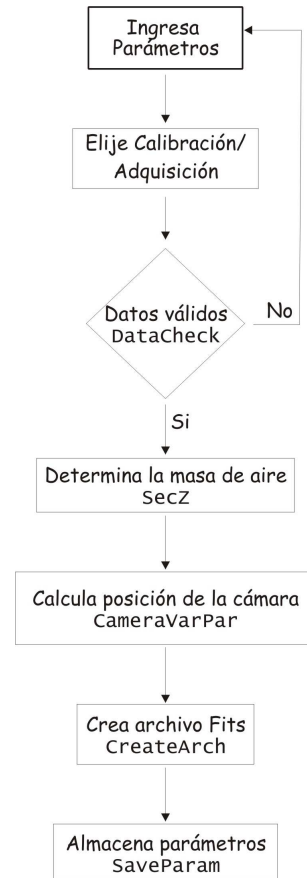 Ingresa
Parámetros
Elije Calibración/
Adquisición
Datos válidos
DataCheck
No
Si
Determina la masa de aire
SecZ
Calcula posición de la cámara
CameraVarPar
Crea archivo Fits
CreateArch
Almacena parámetros
SaveParam